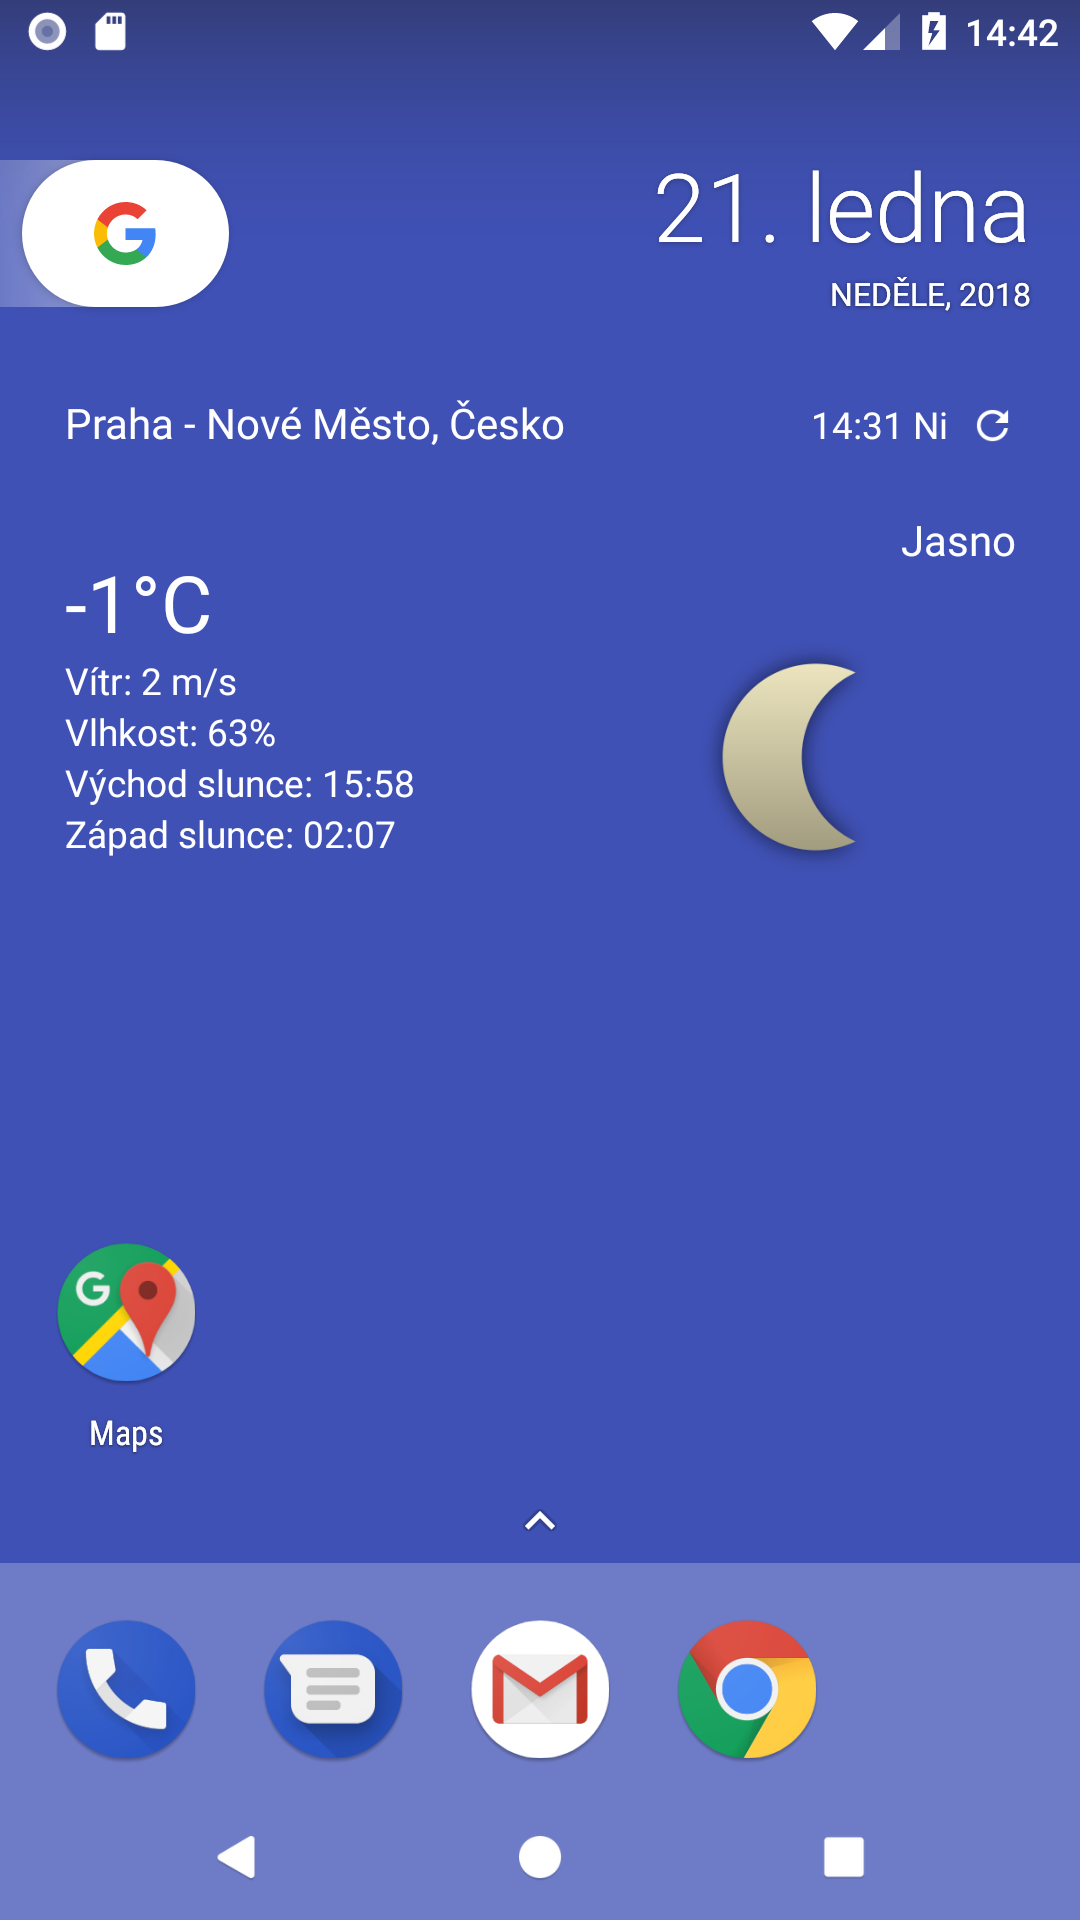 14:42
21. ledna
NEDĚLE, 2018
Praha - Nové Město, Česko
14:31 Ni
Jasno
-1°C
Vítr: 2 m/s
Vlhkost: 63%
Východ slunce: 15:58
Západ slunce: 02:07
Maps